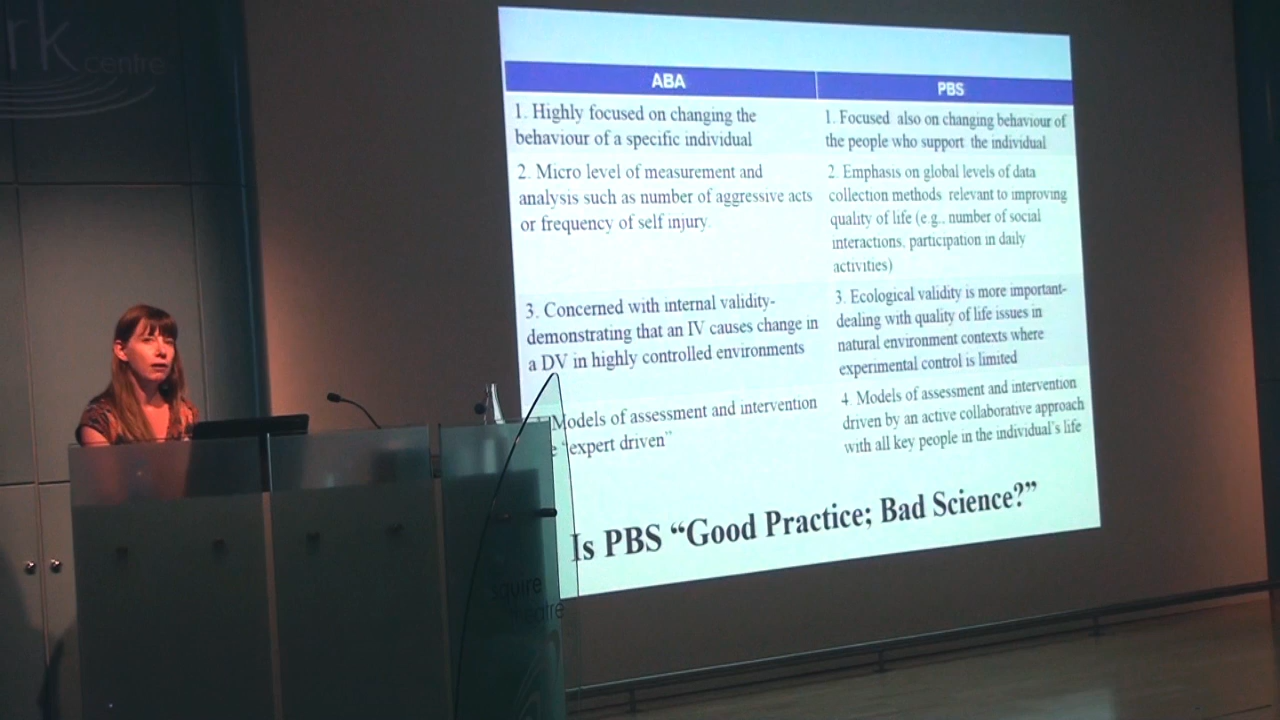 rk centre
ABA
PBS
1. Highly focused on changing the
behaviour of a specific individual
1. Focused also on changing behaviour of
the people who support the individual
2. Micro level of measurement and
analysis such as number of aggressive acts
or frequency of self injury.
2. Emphasis on global levels of data
collection methods relevant to improving
quality of life (e.g., number of social
interactions, participation in daily
activities)
3. Concerned with internal validity-
demonstrating that an IV causes change in
a DV in highly controlled environments
3. Ecological validity is more important-
dealing with quality of life issues in
natural environment contexts where
experimental control is limited
Models of assessment and intervention
e "expert driven"
4. Models of assessment and intervention
driven by an active collaborative approach
with all key people in the individual's life
Is PBS “Good Practice; Bad Science?”